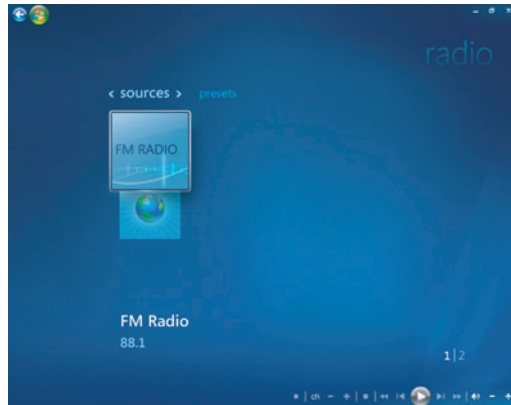 radio
‹ sources › presets
FM RADIO
FM Radio
88.1
1|2
ch